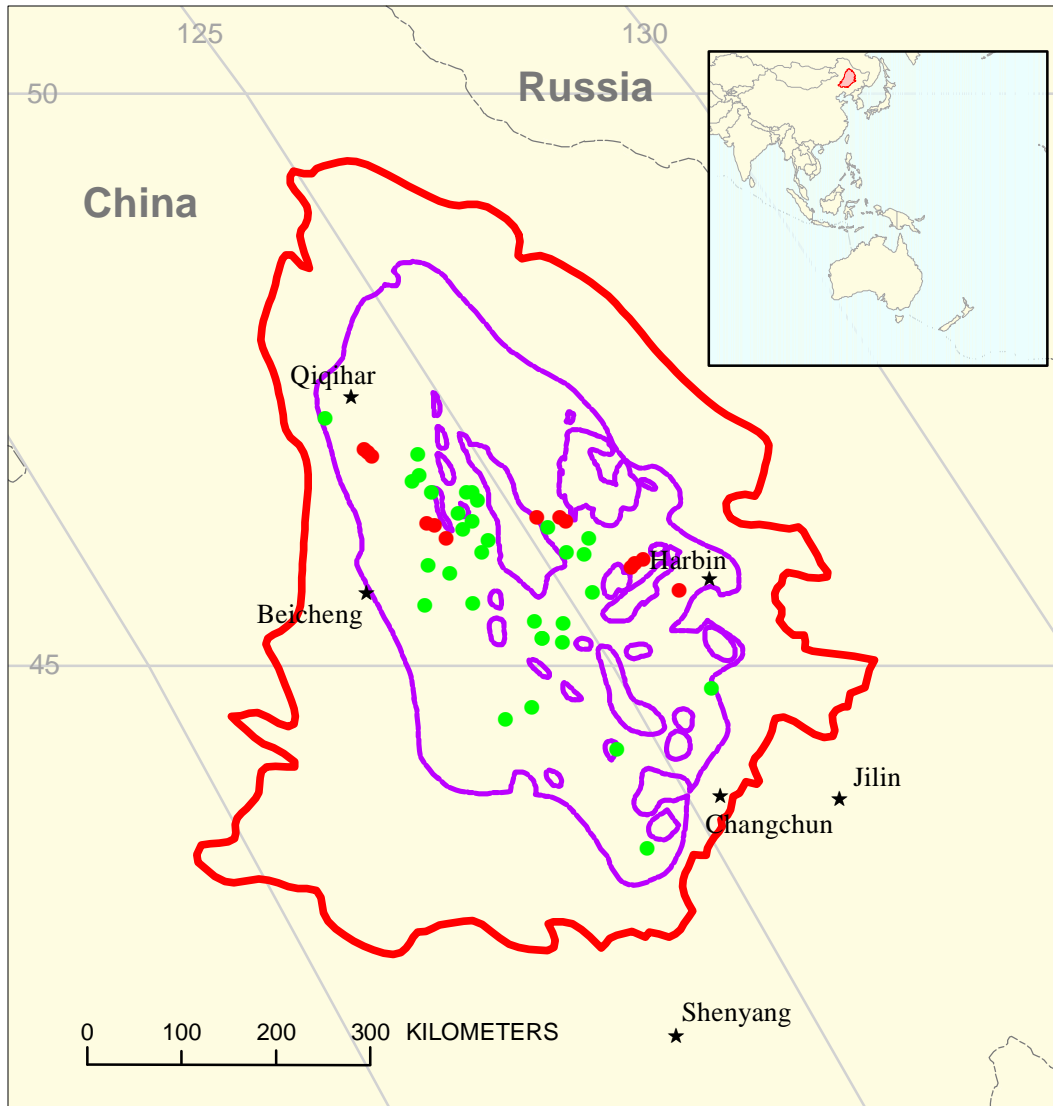 125
130
50
Russia
China
Qiqihar
Harbin
Beicheng
45
Jilin
Changchun
Shenyang
0 100 200 300 KILOMETERS